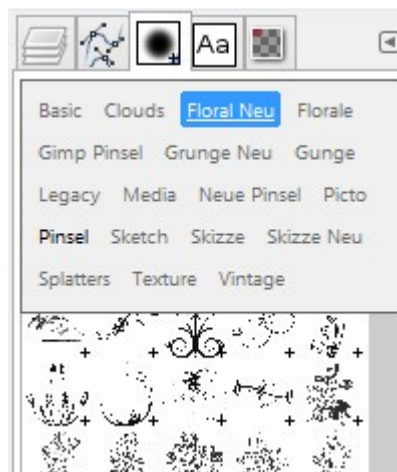 Aa
Basic Clouds Floral Neu Florale
Gimp Pinsel Grunge Neu Gunge
Legacy Media Neue Pinsel Picto
Pinsel Sketch Skizze Skizze Neu
Splatters Texture Vintage